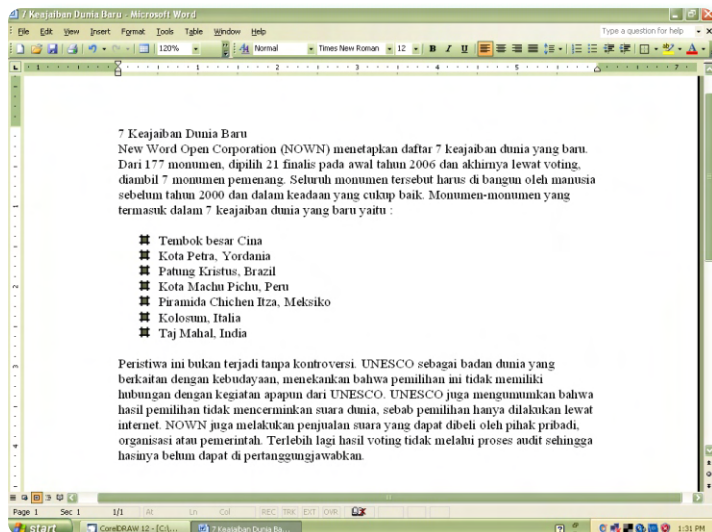 7 Keajaiban Dunia Baru - Microsoft Word
File Edit View Insert Format Tools Table Window Help
Type a question for help
120% Normal Times New Roman 12 B I U
7 Keajaiban Dunia Baru
New Word Open Corporation (NOWN) menetapkan daftar 7 keajaiban dunia yang baru.
Dari 177 monumen, dipilih 21 finalis pada awal tahun 2006 dan akhirnya lewat voting,
diambil 7 monumen pemenang. Seluruh monumen tersebut harus di bangun oleh manusia
sebelum tahun 2000 dan dalam keadaan yang cukup baik. Monumen-monumen yang
termasuk dalam 7 keajaiban dunia yang baru yaitu :
Tembok besar Cina
Kota Petra, Yordania
Patung Kristus, Brazil
Kota Machu Pichu, Peru
Piramida Chichen Itza, Meksiko
Kolosum, Italia
Taj Mahal, India
Peristiwa ini bukan terjadi tanpa kontroversi. UNESCO sebagai badan dunia yang
berkaitan dengan kebudayaan, menekankan bahwa pemilihan ini tidak memiliki
hubungan dengan kegiatan apapun dari UNESCO. UNESCO juga mengumumkan bahwa
hasil pemilihan tidak mencerminkan suara dunia, sebab pemilihan hanya dilakukan lewat
internet. NOWN juga melakukan penjualan suara yang dapat dibeli oleh pihak pribadi,
organisasi atau pemerintah. Terlebih lagi hasil voting tidak melalui proses audit sehingga
hasinya belum dapat di pertanggungjawabkan.
Page 1 Sec 1 1/1 At Ln Col REC TRK EXT OVR
start CorelDRAW 12 - [C:\... 7 Keajaiban Dunia Ba... 1:31 PM